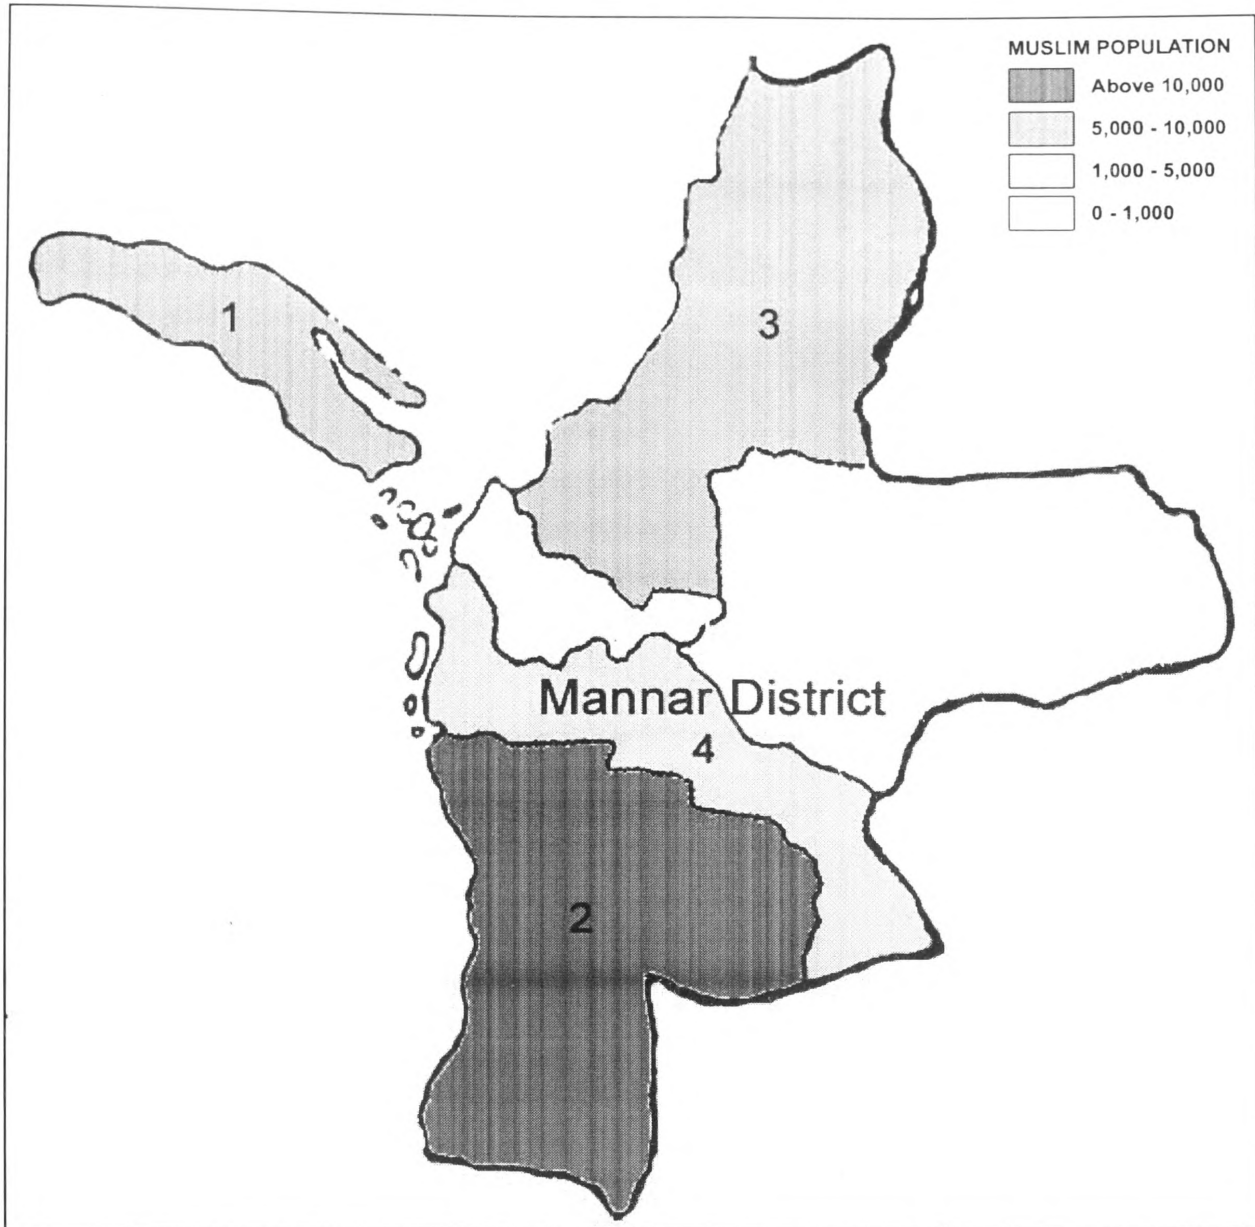 MUSLIM POPULATION
Above 10,000
5,000 - 10,000
1,000 - 5,000
0 - 1,000
1
3
Mannar District
4
2